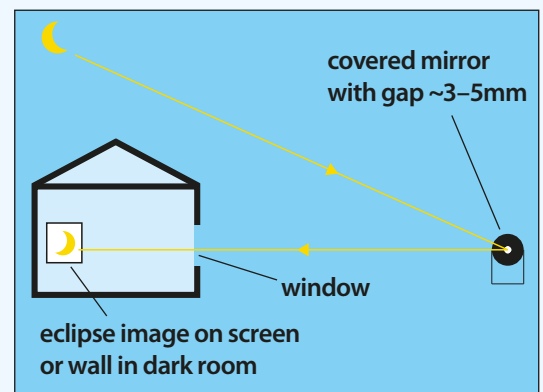 covered mirror
with gap ~3–5mm
window
eclipse image on screen
or wall in dark room